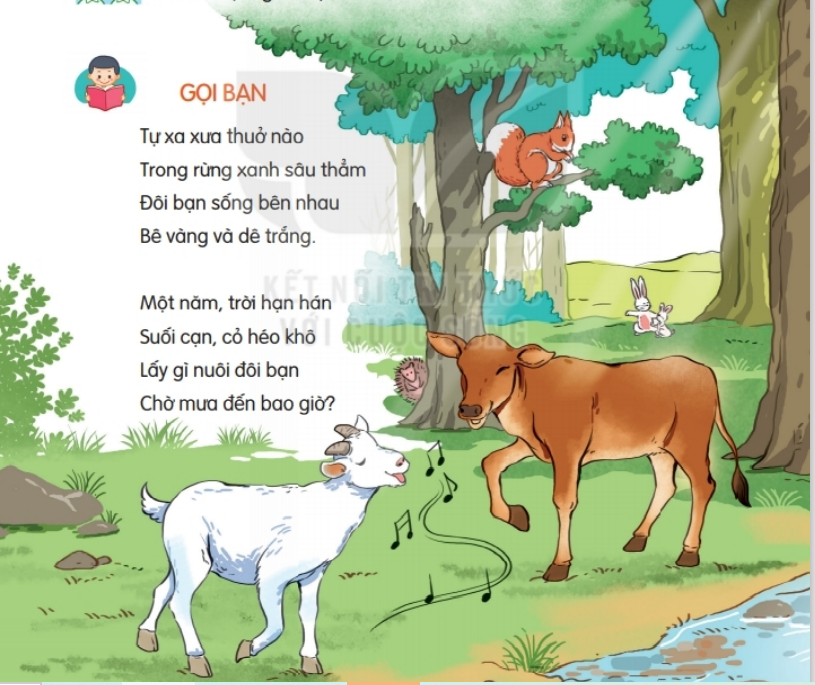 GỌI BẠN
Tự xa xưa thuở nào
Trong rừng xanh sâu thẳm
Đôi bạn sống bên nhau
Bê vàng và dê trắng.
Một năm, trời hạn hán
Suối cạn, cỏ héo khô
Lấy gì nuôi đôi bạn
Chờ mưa đến bao giờ?
KẾT NỐI TRI THỨC
VỚI CUỘC SỐNG